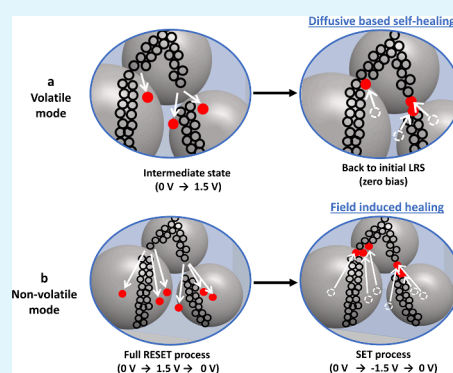 Diffusive based self-healing
a
Volatile
mode
Intermediate state
(0 V → 1.5 V)
Back to initial LRS
(zero bias)
Field induced healing
b
Non-volatile
mode
Full RESET process
(0 V → 1.5 V → 0 V)
SET process
(0 V → -1.5 V → 0 V)